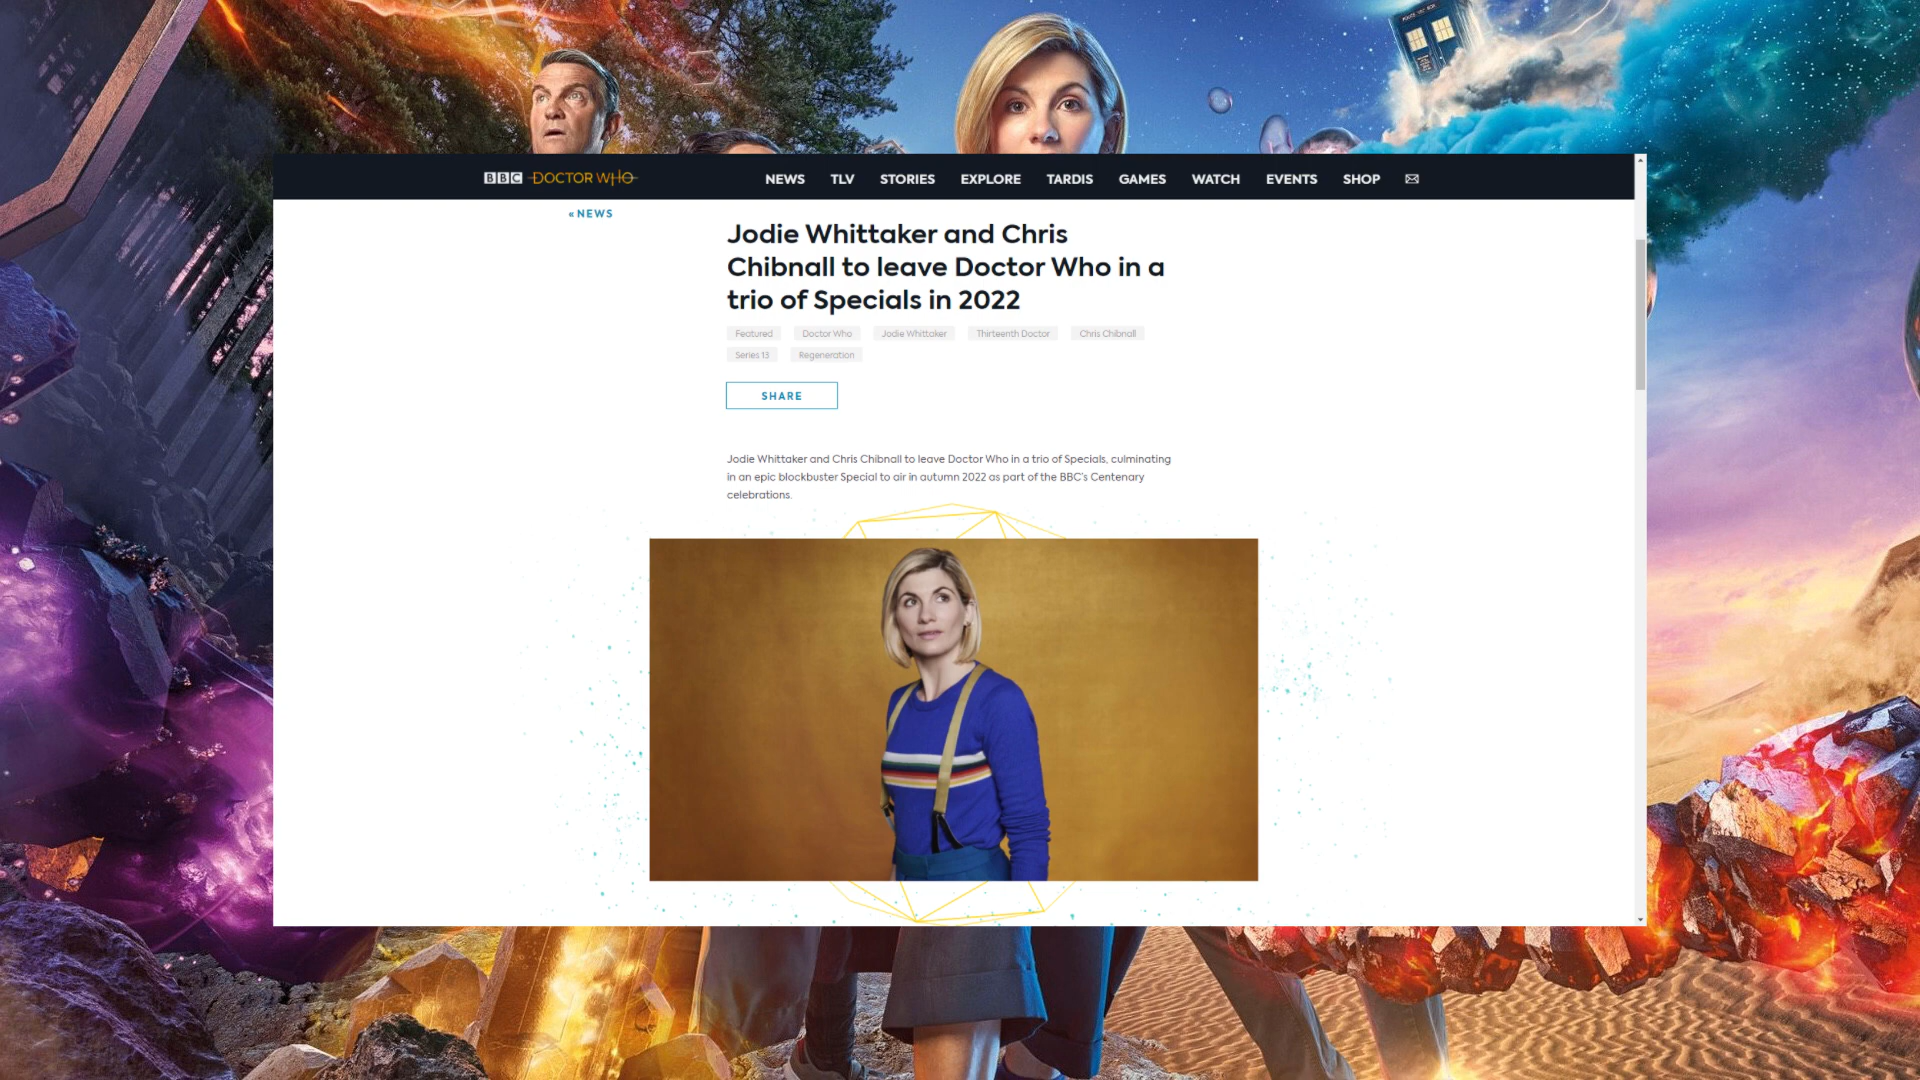 POLICE BOX
BBC DOCTOR WHO NEWS TLV STORIES EXPLORE TARDIS GAMES WATCH EVENTS SHOP
« NEWS
Jodie Whittaker and Chris
Chibnall to leave Doctor Who in a
trio of Specials in 2022
Featured Doctor Who Jodie Whittaker Thirteenth Doctor Chris Chibnall
Series 13 Regeneration
SHARE
Jodie Whittaker and Chris Chibnall to leave Doctor Who in a trio of Specials, culminating
in an epic blockbuster Special to air in autumn 2022 as part of the BBC's Centenary
celebrations.